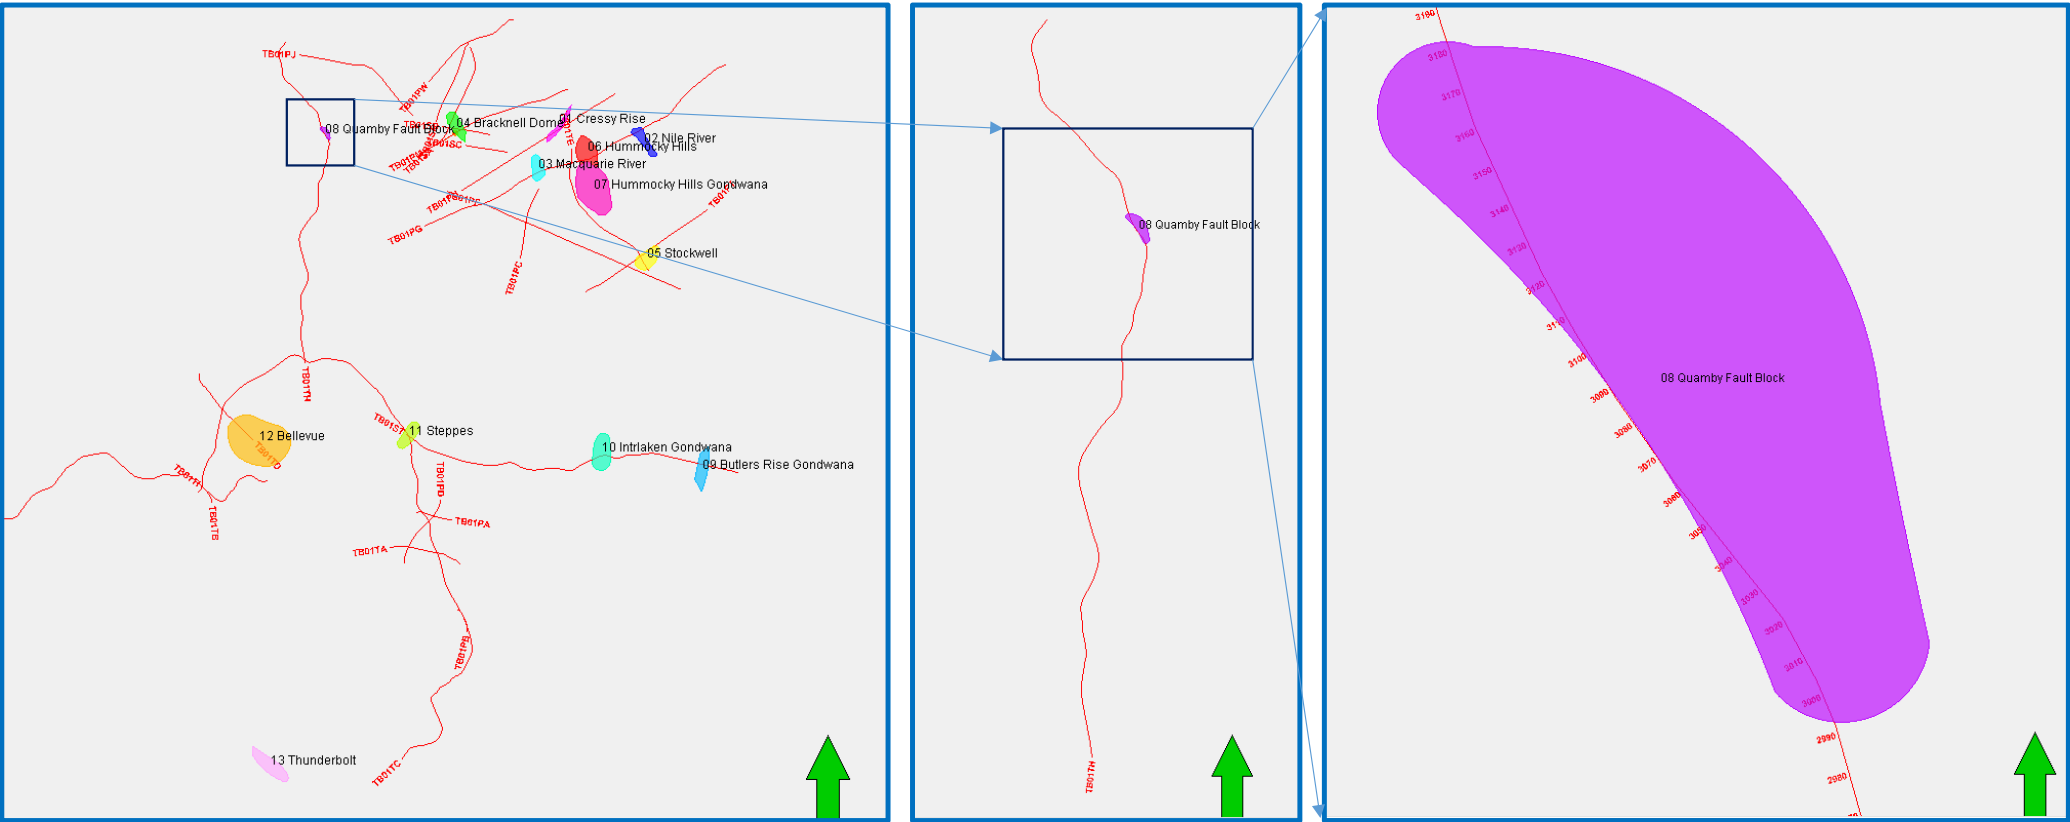 TB01PJ
TB01PW
08 Quamby Fault Block
04 Bracknell Dome
01 Cressy Rise
02 Nile River
06 Hummocky Hills
03 Macquarie River
07 Hummocky Hills Gondwana
TB01SC
TB01PG
TB01PC
05 Stockwell
TB01TH
TB01ST
11 Steppes
12 Bellevue
TB01TD
10 Intrlaken Gondwana
09 Butlers Rise Gondwana
TB01PD
TB01TB
TB01PA
TB01TA
TB01PB
13 Thunderbolt
TB01TC
08 Quamby Fault Block
TB01TH
3190
3180
3170
3160
3150
3140
3130
3120
3110
3100
3090
3080
3070
3060
3050
3040
3030
3020
3010
3000
2990
2980
08 Quamby Fault Block